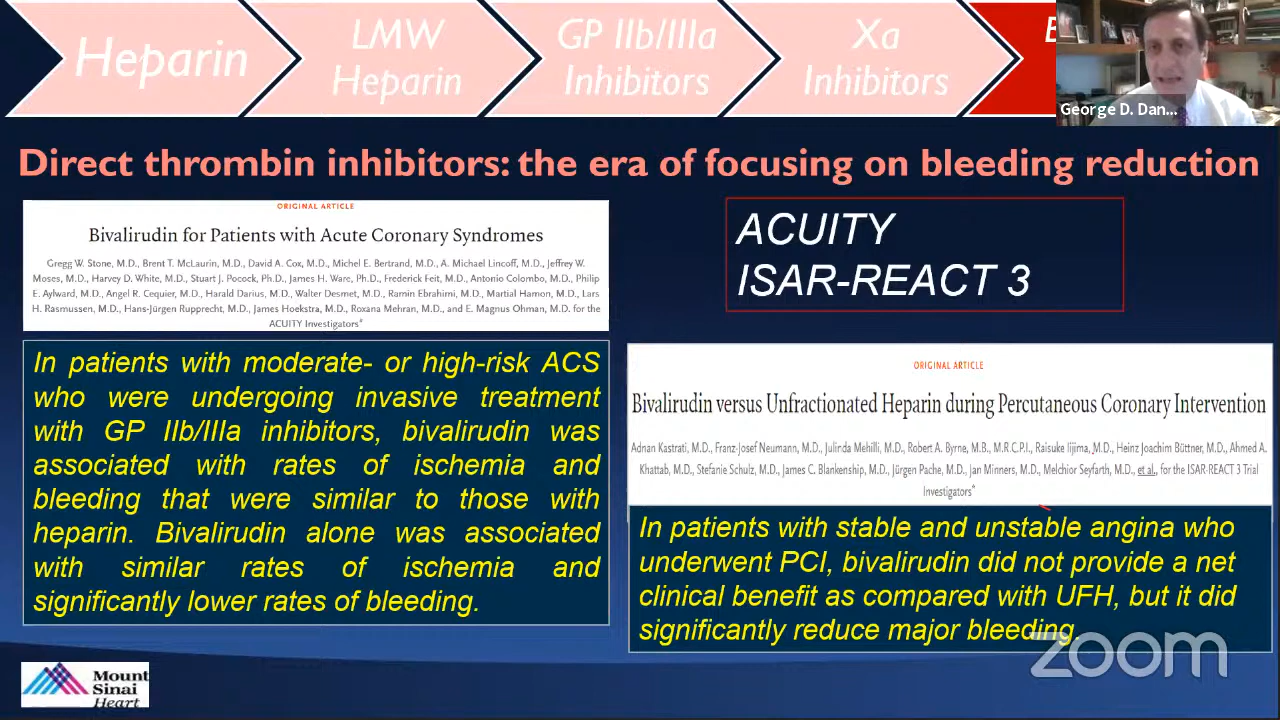 Heparin
LMW
Heparin
GP IIb/IIIa
Inhibitors
Xa
Inhibitors
George D. Dan...
Direct thrombin inhibitors: the era of focusing on bleeding reduction
ORIGINAL ARTICLE
Bivalirudin for Patients with Acute Coronary Syndromes
Gregg W. Stone, M.D., Brent T. McLaurin, M.D., David A. Cox, M.D., Michel E. Bertrand, M.D., A. Michael Lincoff, M.D., Jeffrey W.
Moses, M.D., Harvey D. White, M.D., Stuart J. Pocock, Ph.D., James H. Ware, Ph.D., Frederick Feit, M.D., Antonio Colombo, M.D., Philip
E. Aylward, M.D., Angel R. Cequier, M.D., Harald Darius, M.D., Walter Desmet, M.D., Ramin Ebrahimi, M.D., Martial Hamon, M.D., Lars
H. Rasmussen, M.D., Hans-Jürgen Rupprecht, M.D., James Hoekstra, M.D., Roxana Mehran, M.D., and E. Magnus Ohman, M.D. for the
ACUITY Investigators*
ACUITY
ISAR-REACT 3
In patients with moderate- or high-risk ACS
who were undergoing invasive treatment
with GP IIb/IIIa inhibitors, bivalirudin was
associated with rates of ischemia and
bleeding that were similar to those with
heparin. Bivalirudin alone was associated
with similar rates of ischemia and
significantly lower rates of bleeding.
ORIGINAL ARTICLE
Bivalirudin versus Unfractionated Heparin during Percutaneous Coronary Intervention
Adnan Kastrati, M.D., Franz-Josef Neumann, M.D., Julinda Mehilli, M.D., Robert A. Byrne, M.B., M.R.C.P.I., Raisuke Iijima, M.D., Heinz Joachim Büttner, M.D., Ahmed A.
Khattab, M.D., Stefanie Schulz, M.D., James C. Blankenship, M.D., Jürgen Pache, M.D., Jan Minners, M.D., Melchior Seyfarth, M.D., et al., for the ISAR-REACT 3 Trial
Investigators*
In patients with stable and unstable angina who
underwent PCI, bivalirudin did not provide a net
clinical benefit as compared with UFH, but it did
significantly reduce major bleeding.
zoom
Mount
Sinai
Heart